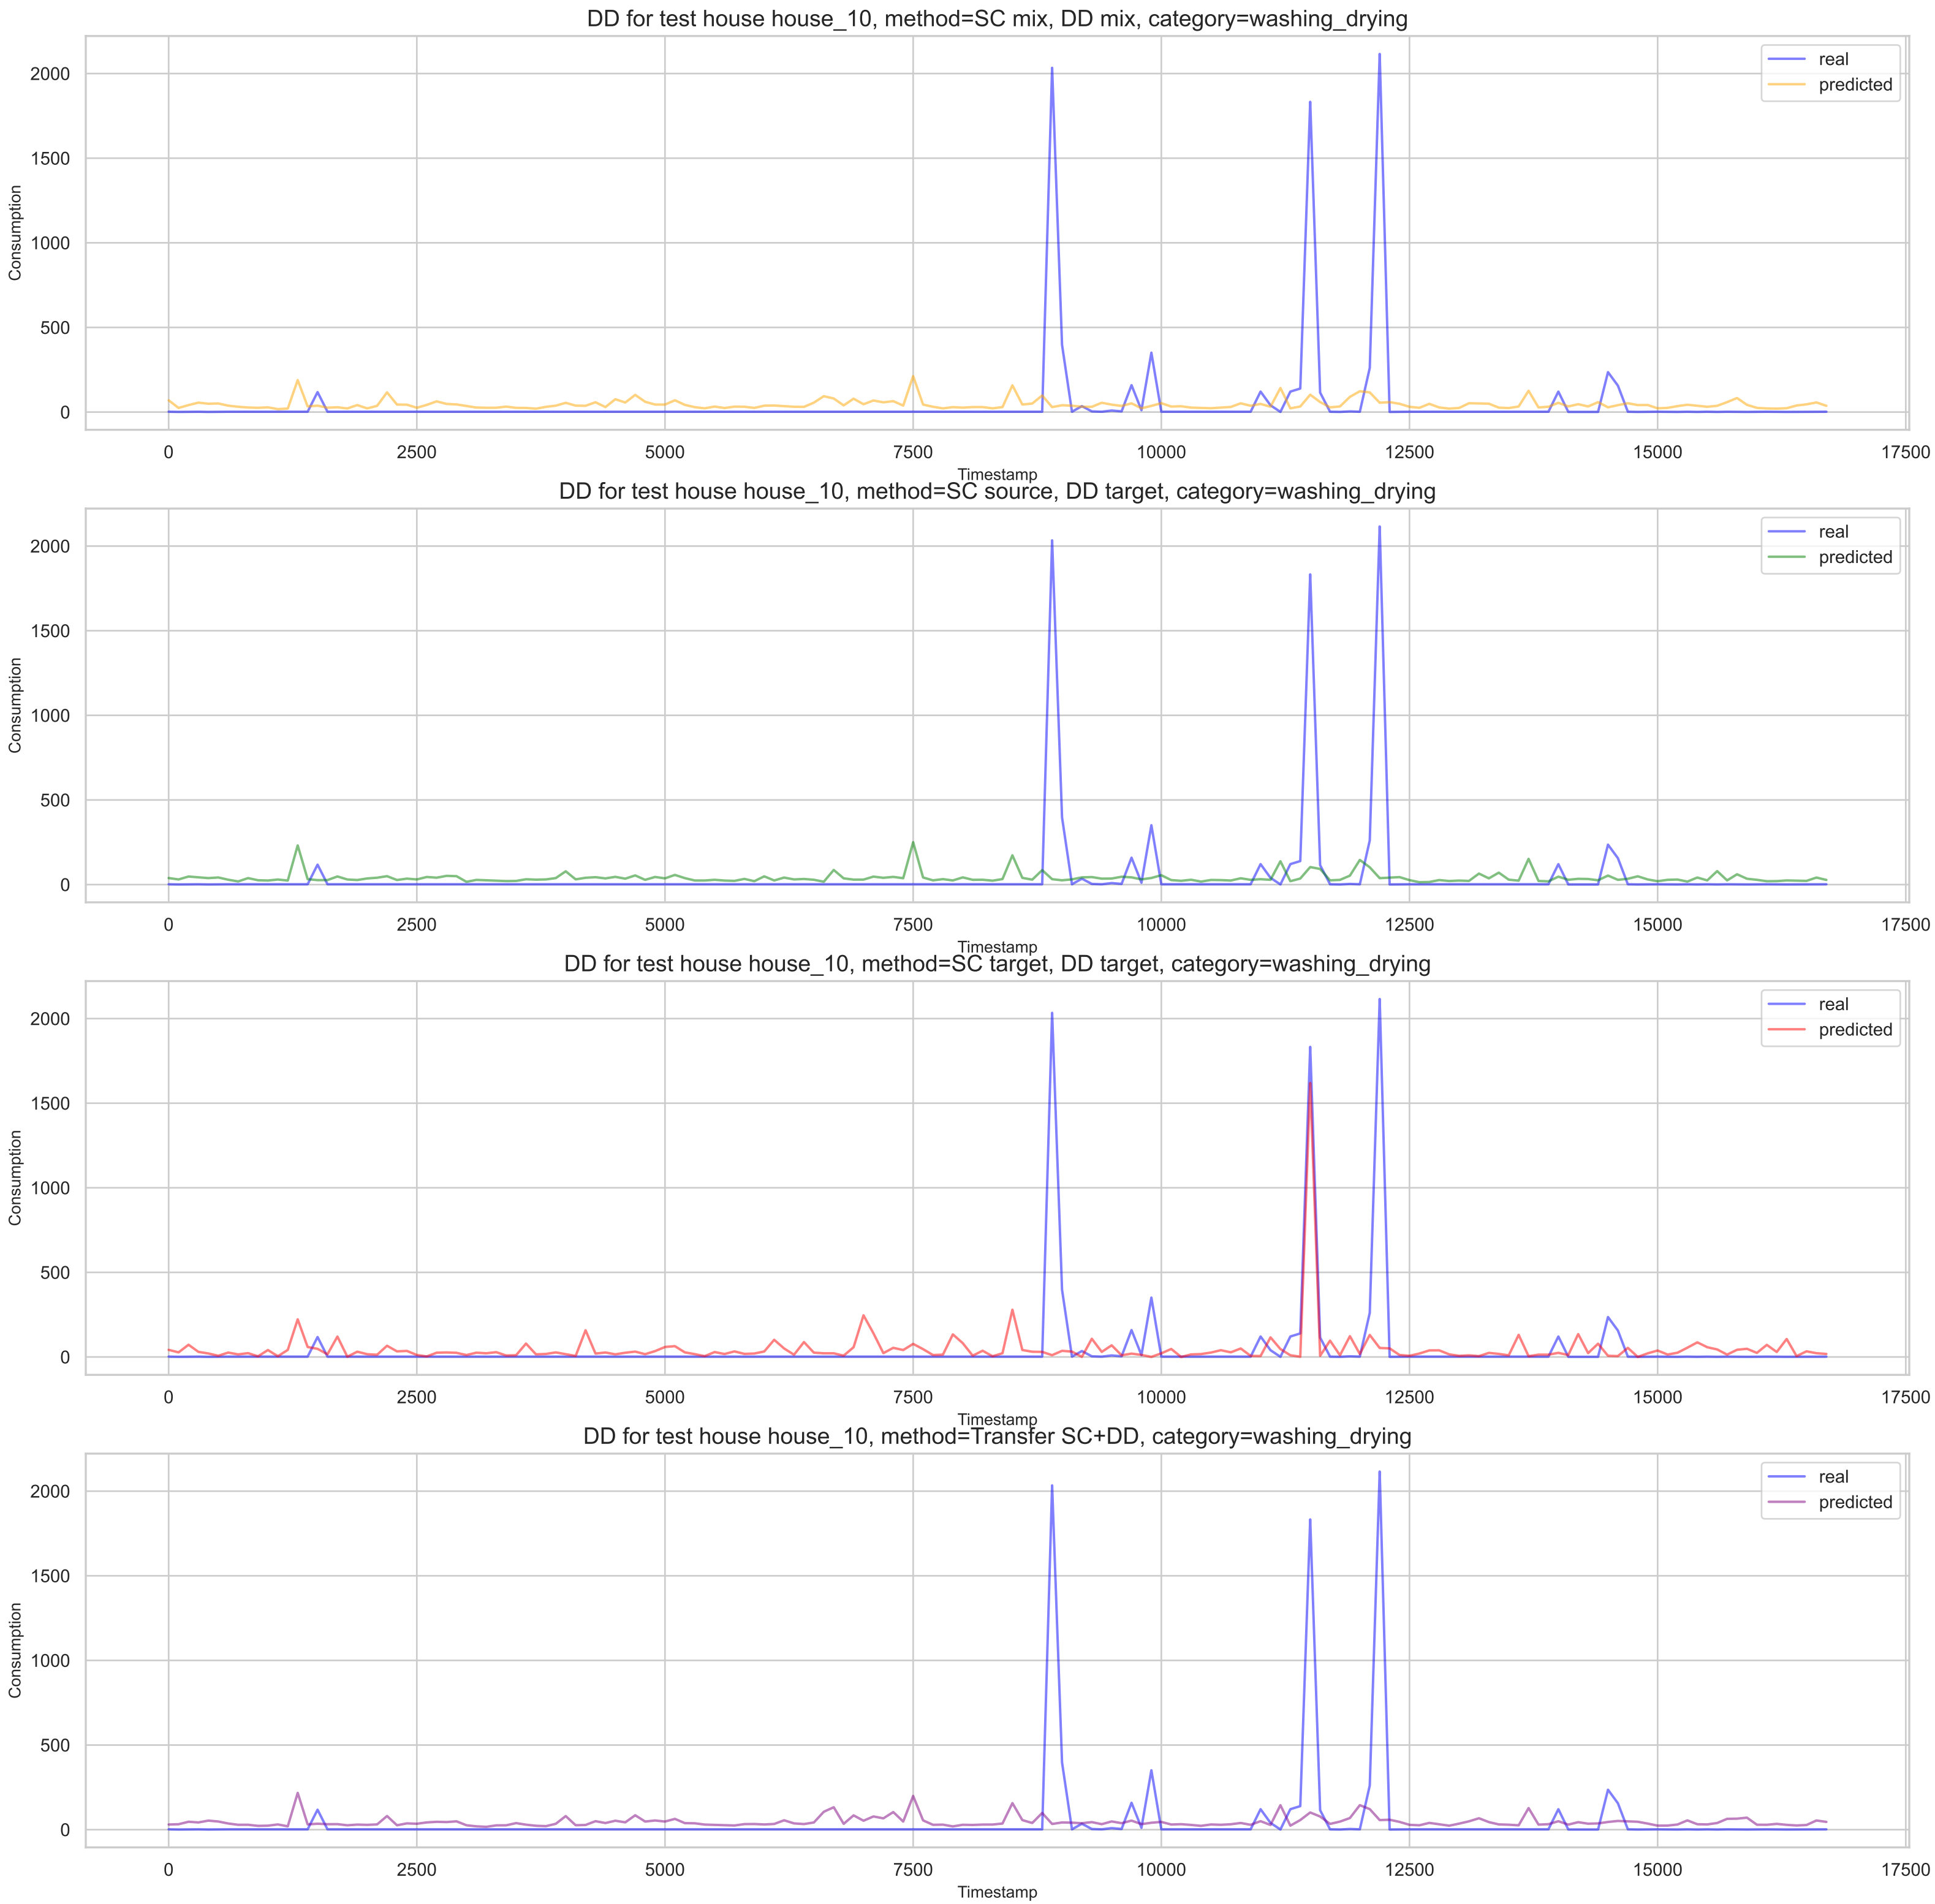 DD for test house house_10, method=SC mix, DD mix, category=washing_drying
real
predicted
2000
1500
1000
500
0
Consumption
0 2500 5000 7500 10000 12500 15000 17500
Timestamp
DD for test house house_10, method=SC source, DD target, category=washing_drying
real
predicted
2000
1500
1000
500
0
Consumption
0 2500 5000 7500 10000 12500 15000 17500
Timestamp
DD for test house house_10, method=SC target, DD target, category=washing_drying
real
predicted
2000
1500
1000
500
0
Consumption
0 2500 5000 7500 10000 12500 15000 17500
Timestamp
DD for test house house_10, method=Transfer SC+DD, category=washing_drying
real
predicted
2000
1500
1000
500
0
Consumption
0 2500 5000 7500 10000 12500 15000 17500
Timestamp